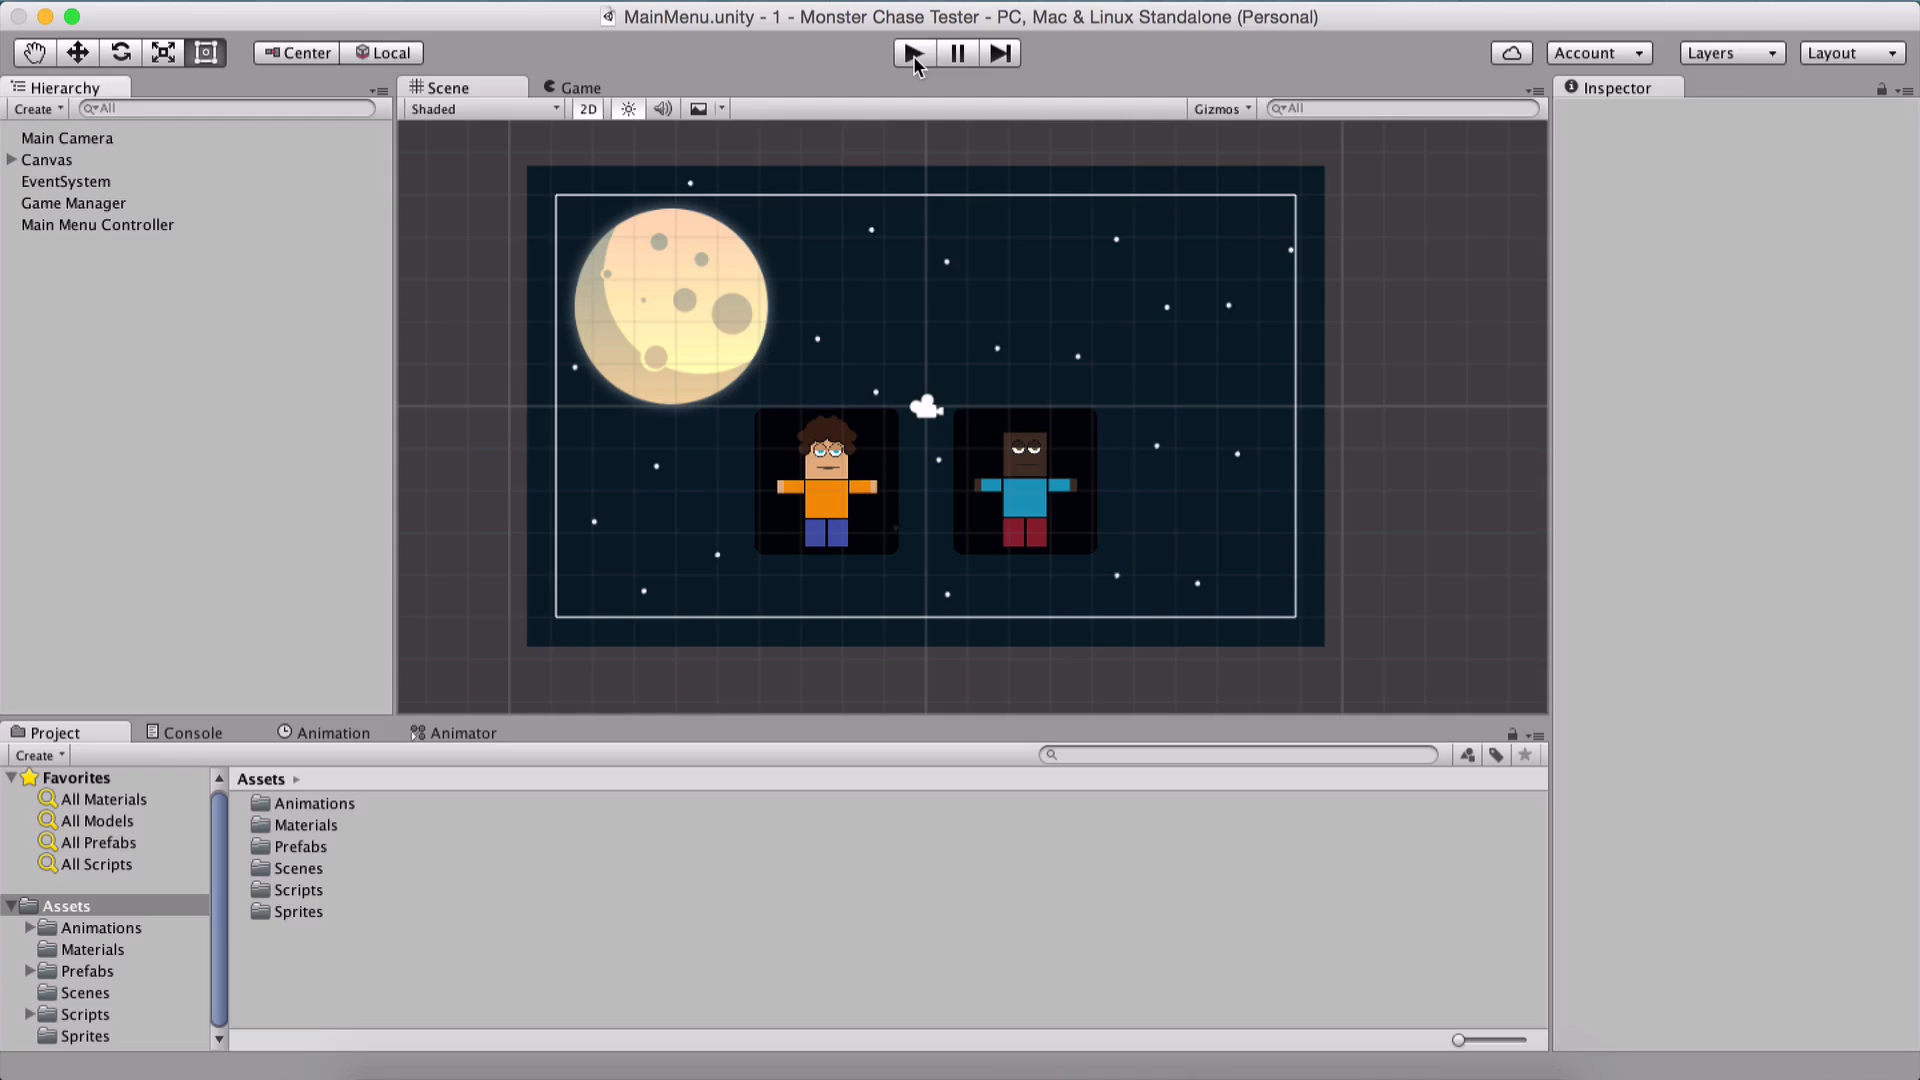 MainMenu.unity - 1 - Monster Chase Tester - PC, Mac & Linux Standalone (Personal)
Center Local Account Layers Layout
Hierarchy Scene Game Inspector
Create All Shaded 2D Gizmos All
Main Camera
Canvas
EventSystem
Game Manager
Main Menu Controller
Project Console Animation Animator
Create
Favorites
All Materials
All Models
All Prefabs
All Scripts
Assets
Animations
Materials
Prefabs
Scenes
Scripts
Sprites
Assets
Animations
Materials
Prefabs
Scenes
Scripts
Sprites